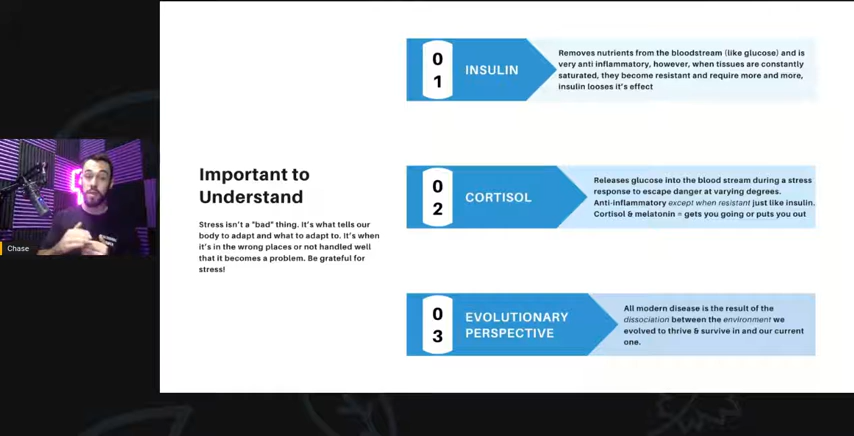 Important to
Understand
Stress isn't a "bad" thing. It's what tells our
body to adapt and what to adapt to. It's when
it's in the wrong places or not handled well
that it becomes a problem. Be grateful for
stress!
0
1
INSULIN
Removes nutrients from the bloodstream (like glucose) and is
very anti inflammatory, however, when tissues are constantly
saturated, they become resistant and require more and more,
insulin looses it's effect
0
2
CORTISOL
Releases glucose into the blood stream during a stress
response to escape danger at varying degrees.
Anti-inflammatory except when resistant just like insulin.
Cortisol & melatonin = gets you going or puts you out
0
3
EVOLUTIONARY
PERSPECTIVE
All modern disease is the result of the
dissociation between the environment we
evolved to thrive & survive in and our current
one.
Chase